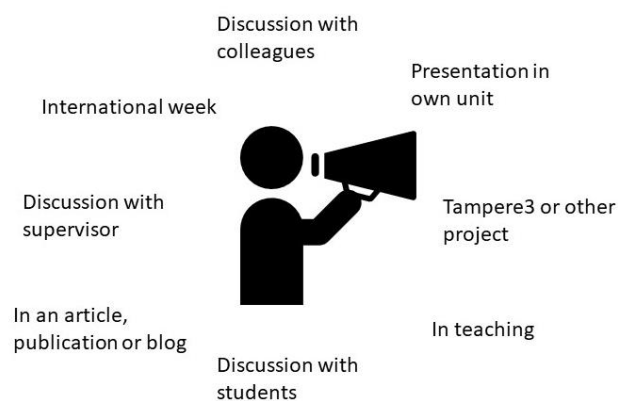 Discussion with
colleagues
Presentation in
own unit
International week
Discussion with
supervisor
Tampere3 or other
project
In an article,
publication or blog
In teaching
Discussion with
students